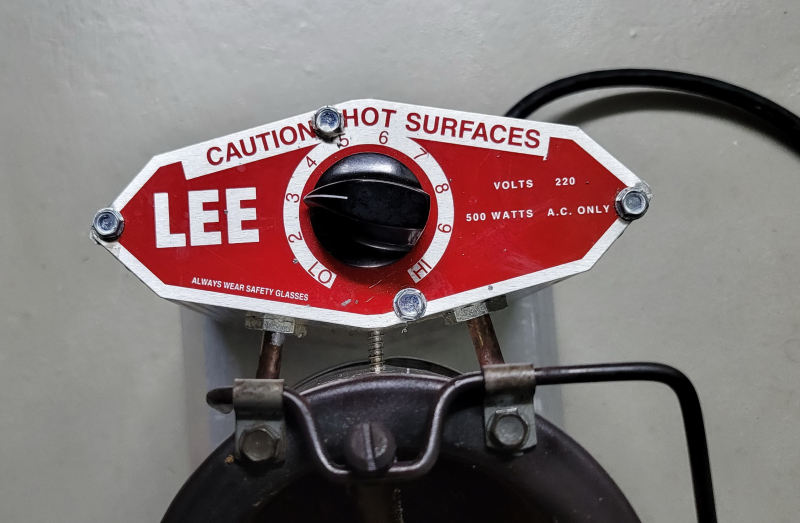 CAUTION HOT SURFACES
LEE
LO 2 3 4 5 6 7 8 9 HI
VOLTS 220
500 WATTS A.C. ONLY
ALWAYS WEAR SAFETY GLASSES